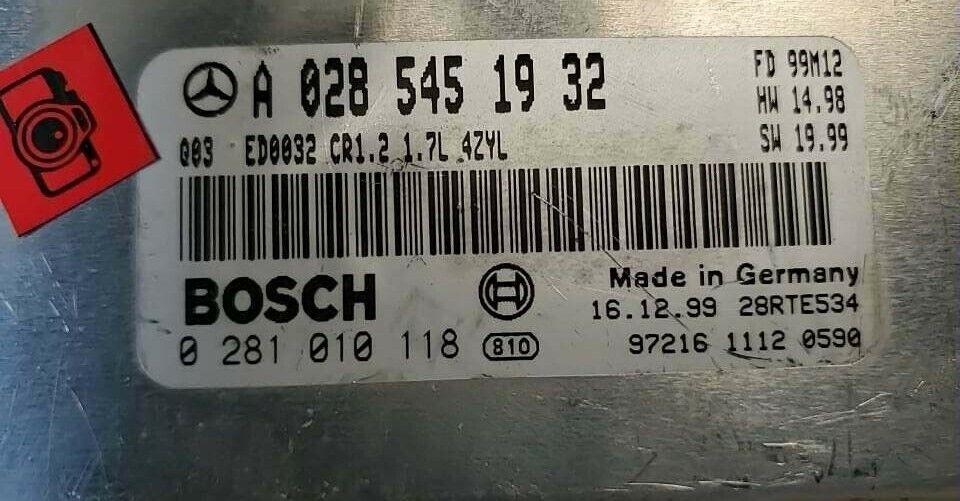 A 028 545 19 32
FD 99M12
HW 14.98
SW 19.99
Q03 ED0032 CR1.2 1.7L 4ZYL
BOSCH
Made in Germany
16.12.99 28RTE534
0 281 010 118 810
97216 1112 0590